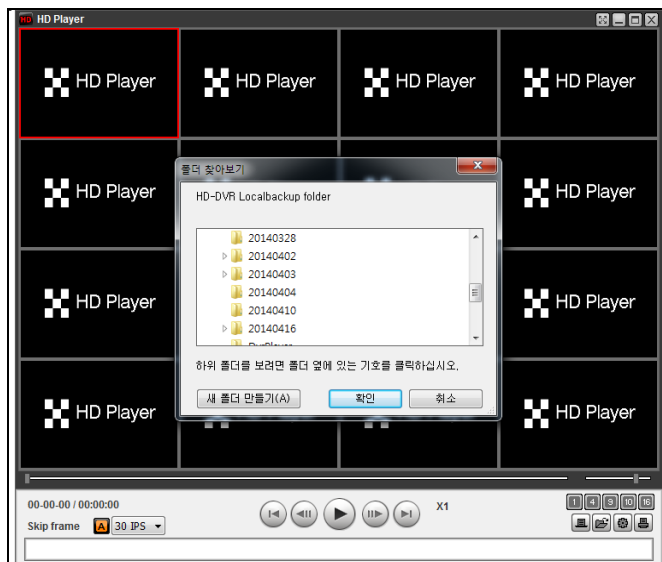 HD HD Player
HD Player HD Player HD Player HD Player
폴더 찾아보기
HD-DVR Localbackup folder
20140328
20140402
20140403
20140404
20140410
20140416
DvrPlayer
하위 폴더를 보려면 폴더 옆에 있는 기호를 클릭하십시오.
새 폴더 만들기(A) 확인 취소
HD Player HD Player
HD Player HD Player
HD Player HD Player
00-00-00 / 00:00:00 X1 1 4 9 10 16
Skip frame A 30 IPS